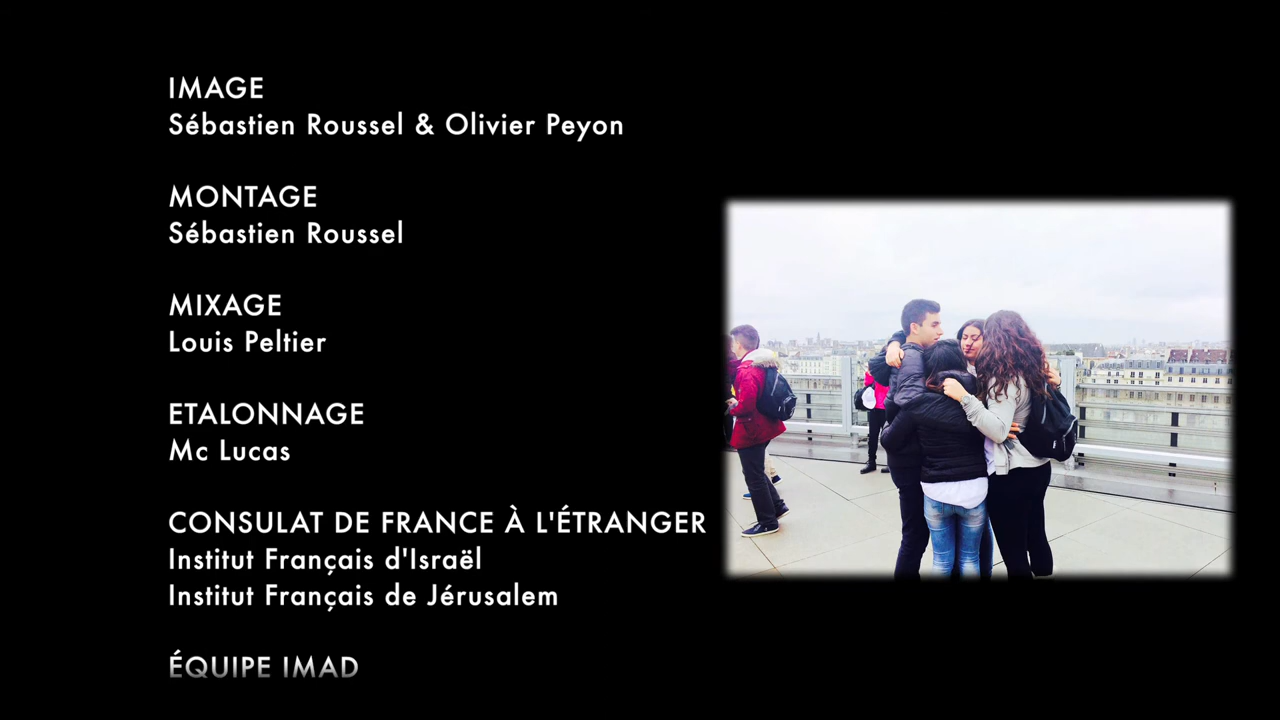 IMAGE
Sébastien Roussel & Olivier Peyon
MONTAGE
Sébastien Roussel
MIXAGE
Louis Peltier
ETALONNAGE
Mc Lucas
CONSULAT DE FRANCE À L'ÉTRANGER
Institut Français d'Israël
Institut Français de Jérusalem
ÉQUIPE IMAD